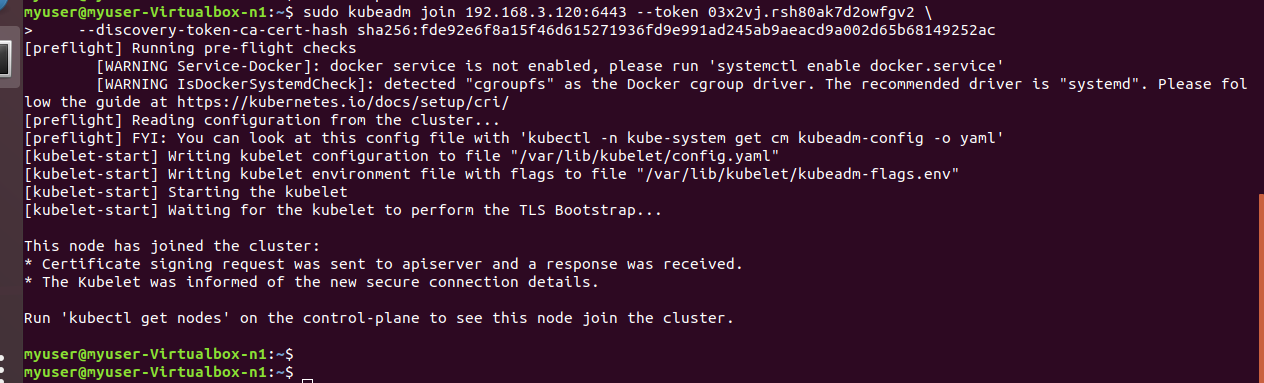 myuser@myuser-Virtualbox-n1:~$ sudo kubeadm join 192.168.3.120:6443 --token 03x2vj.rsh80ak7d2owfgv2 \
>     --discovery-token-ca-cert-hash sha256:fde92e6f8a15f46d615271936fd9e991ad245ab9aeacd9a002d65b68149252ac
[preflight] Running pre-flight checks
        [WARNING Service-Docker]: docker service is not enabled, please run 'systemctl enable docker.service'
        [WARNING IsDockerSystemdCheck]: detected "cgroupfs" as the Docker cgroup driver. The recommended driver is "systemd". Please fol
low the guide at https://kubernetes.io/docs/setup/cri/
[preflight] Reading configuration from the cluster...
[preflight] FYI: You can look at this config file with 'kubectl -n kube-system get cm kubeadm-config -o yaml'
[kubelet-start] Writing kubelet configuration to file "/var/lib/kubelet/config.yaml"
[kubelet-start] Writing kubelet environment file with flags to file "/var/lib/kubelet/kubeadm-flags.env"
[kubelet-start] Starting the kubelet
[kubelet-start] Waiting for the kubelet to perform the TLS Bootstrap...

This node has joined the cluster:
* Certificate signing request was sent to apiserver and a response was received.
* The Kubelet was informed of the new secure connection details.

Run 'kubectl get nodes' on the control-plane to see this node join the cluster.

myuser@myuser-Virtualbox-n1:~$
myuser@myuser-Virtualbox-n1:~$